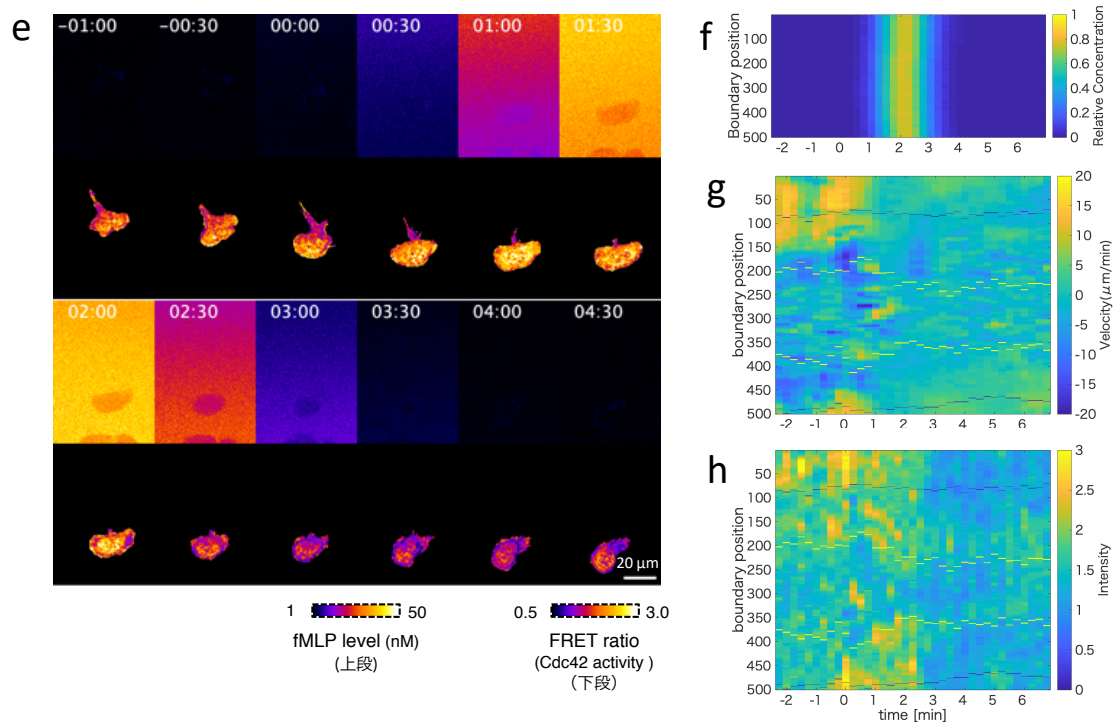 e
−01:00 −00:30 00:00 00:30 01:00 01:30
02:00 02:30 03:00 03:30 04:00 04:30
20 μm
1 50
fMLP level (nM)
(上段)
0.5 3.0
FRET ratio
(Cdc42 activity )
（下段）
f
Boundary position
100
200
300
400
500
-2 -1 0 1 2 3 4 5 6
1
0.8
0.6
0.4
0.2
0
Relative Concentration
g
boundary position
50
100
150
200
250
300
350
400
450
500
-2 -1 0 1 2 3 4 5 6
20
15
10
5
0
-5
-10
-15
-20
Velocity(μm/min)
h
boundary position
50
100
150
200
250
300
350
400
450
500
-2 -1 0 1 2 3 4 5 6
time [min]
3
2.5
2
1.5
1
0.5
0
Intensity